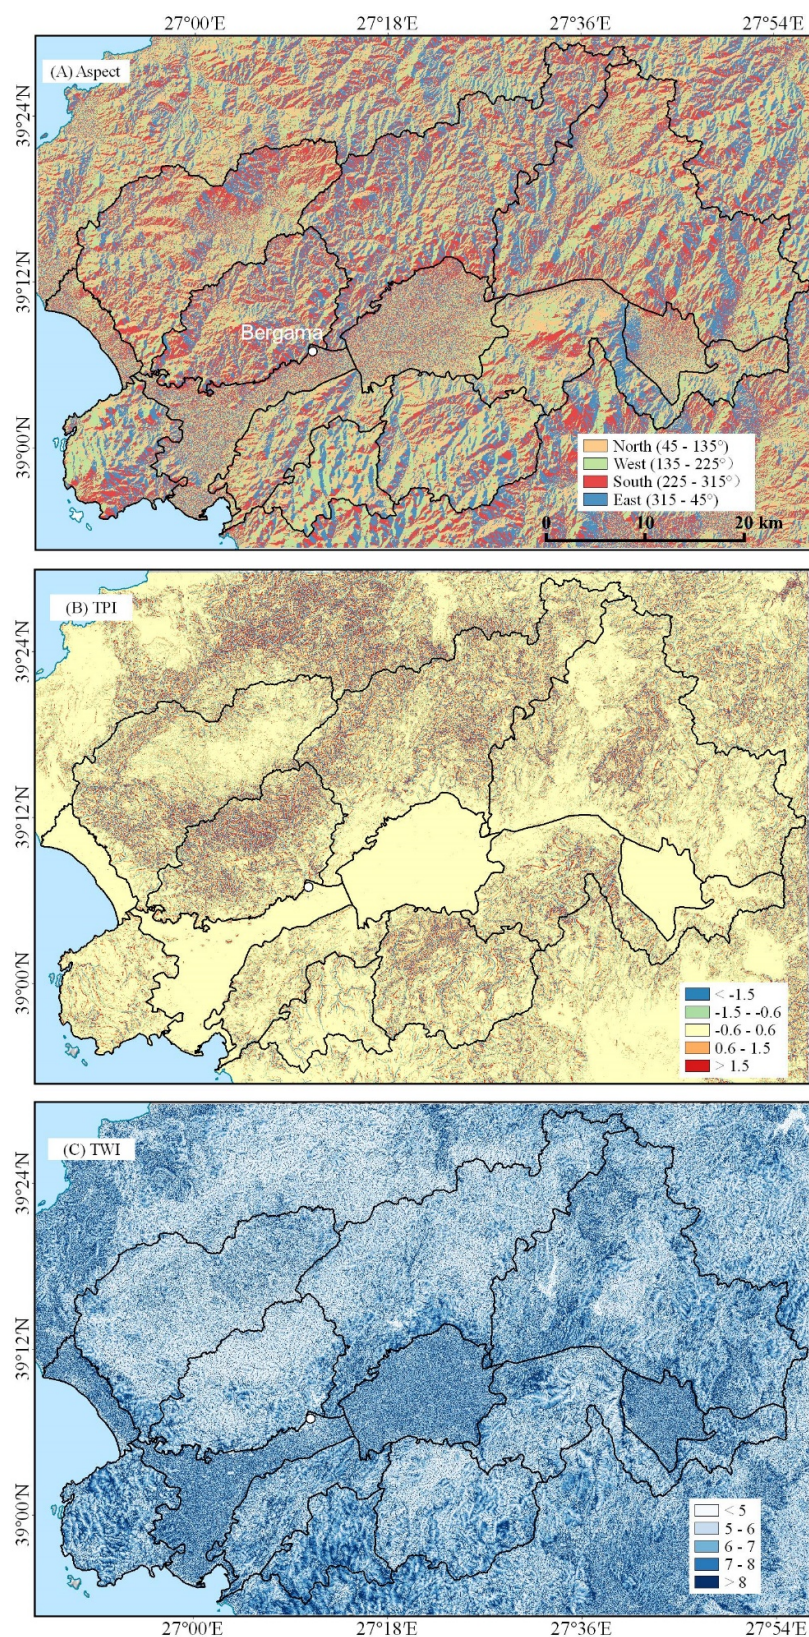 27°00′E 27°18′E 27°36′E 27°54′E
(A) Aspect
39°24′N
39°12′N
Bergama
39°00′N
North (45 - 135°)
West (135 - 225°)
South (225 - 315°)
East (315 - 45°)
0 10 20 km
(B) TPI
39°24′N
39°12′N
39°00′N
< -1.5
-1.5 - -0.6
-0.6 - 0.6
0.6 - 1.5
> 1.5
(C) TWI
39°24′N
39°12′N
39°00′N
< 5
5 - 6
6 - 7
7 - 8
> 8
27°00′E 27°18′E 27°36′E 27°54′E